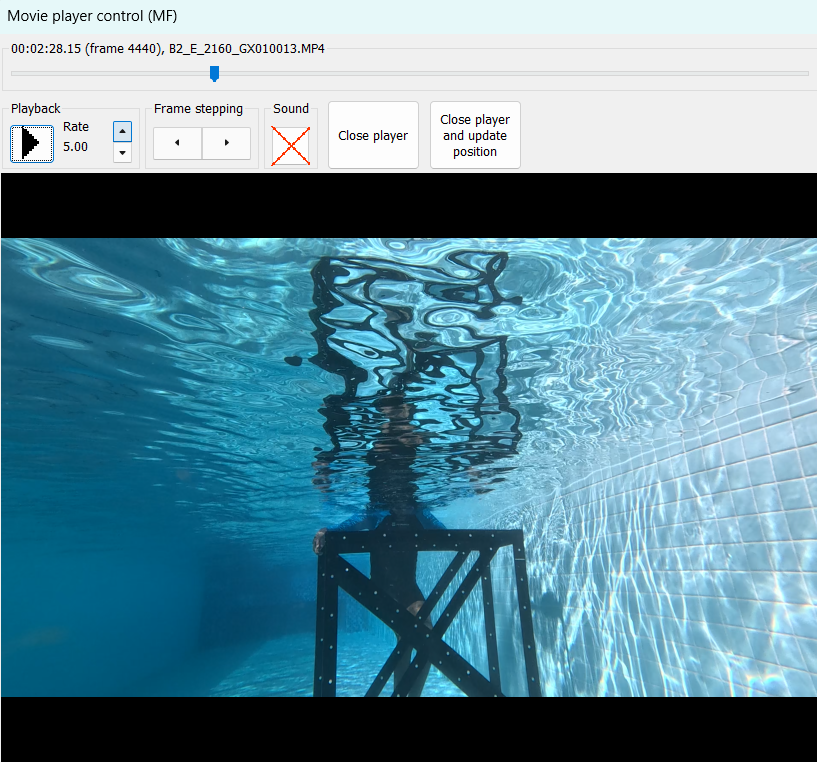 Movie player control (MF)
00:02:28.15 (frame 4440), B2_E_2160_GX010013.MP4
Playback
Frame stepping
Sound
Rate
5.00
Close player
Close player
and update
position